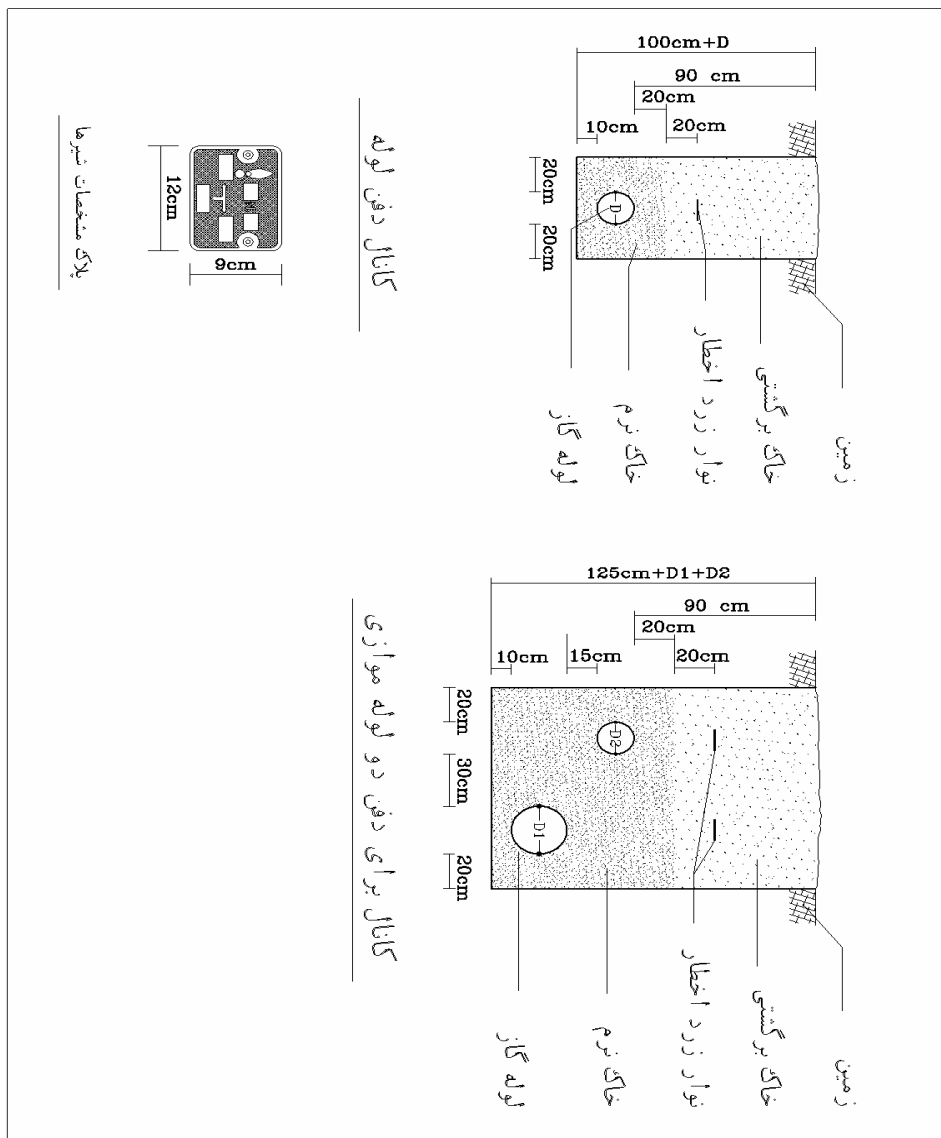 100cm+D
90 cm
20cm
10cm
20cm
20cm
20cm
D
زمین
خاک برگشتی
نوار زرد اخطار
خاک نرم
لوله گاز
کانال دفن لوله
12cm
9cm
پلاک مشخصات شیرها
125cm+D1+D2
90 cm
20cm
10cm
15cm
20cm
20cm
30cm
20cm
D2
D1
زمین
خاک برگشتی
نوار زرد اخطار
خاک نرم
لوله گاز
کانال برای دفن دو لوله موازی